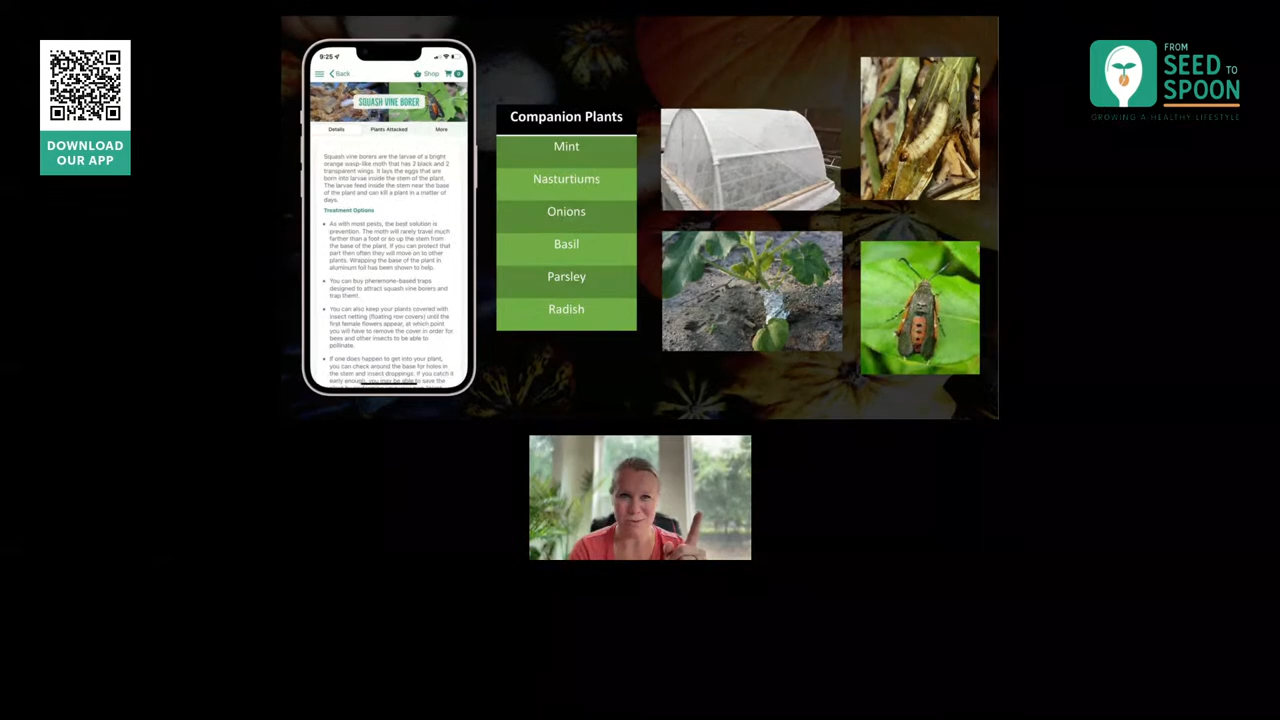 DOWNLOAD
OUR APP
9:25
Back
Shop
0
SQUASH VINE BORER
Details
Plants Attacked
More
Squash vine borers are the larvae of a bright
orange wasp-like moth that has 2 black and 2
transparent wings. It lays the eggs that are
born into larvae inside the stem of the plant.
The larvae feed inside the stem near the base
of the plant and can kill a plant in a matter of
days.
Treatment Options
• As with most pests, the best solution is
prevention. The moth will rarely travel much
farther than a foot or so up the stem from
the base of the plant. If you can protect that
part then often they will move on to other
plants. Wrapping the base of the plant in
aluminum foil has been shown to help.
• You can buy pheromone-based traps
designed to attract squash vine borers and
trap them!.
• You can also keep your plants covered with
insect netting (floating row covers) until the
first female flowers appear, at which point
you will have to remove the cover in order for
bees and other insects to be able to
pollinate.
• If one does happen to get into your plant,
you can check around the base for holes in
the stem and insect droppings. If you catch it
early enough, you may be able to save the
Companion Plants
Mint
Nasturtiums
Onions
Basil
Parsley
Radish
FROM
SEED TO
SPOON
GROWING A HEALTHY LIFESTYLE